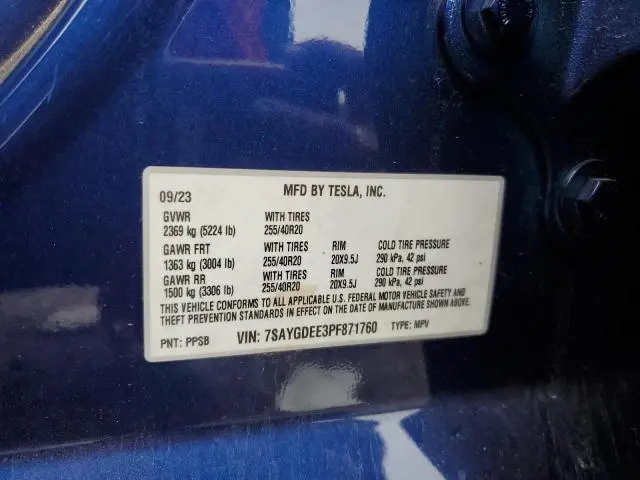 09/23 MFD BY TESLA, INC.
GVWR WITH TIRES
2369 kg (5224 lb) 255/40R20
GAWR FRT WITH TIRES RIM COLD TIRE PRESSURE
1363 kg (3004 lb) 255/40R20 20X9.5J 290 kPa, 42 psi
GAWR RR WITH TIRES RIM COLD TIRE PRESSURE
1500 kg (3306 lb) 255/40R20 20X9.5J 290 kPa, 42 psi
THIS VEHICLE CONFORMS TO ALL APPLICABLE U.S. FEDERAL MOTOR VEHICLE SAFETY AND
THEFT PREVENTION STANDARDS IN EFFECT ON THE DATE OF MANUFACTURE SHOWN ABOVE.
PNT: PPSB VIN: 7SAYGDEE3PF871760 TYPE: MPV